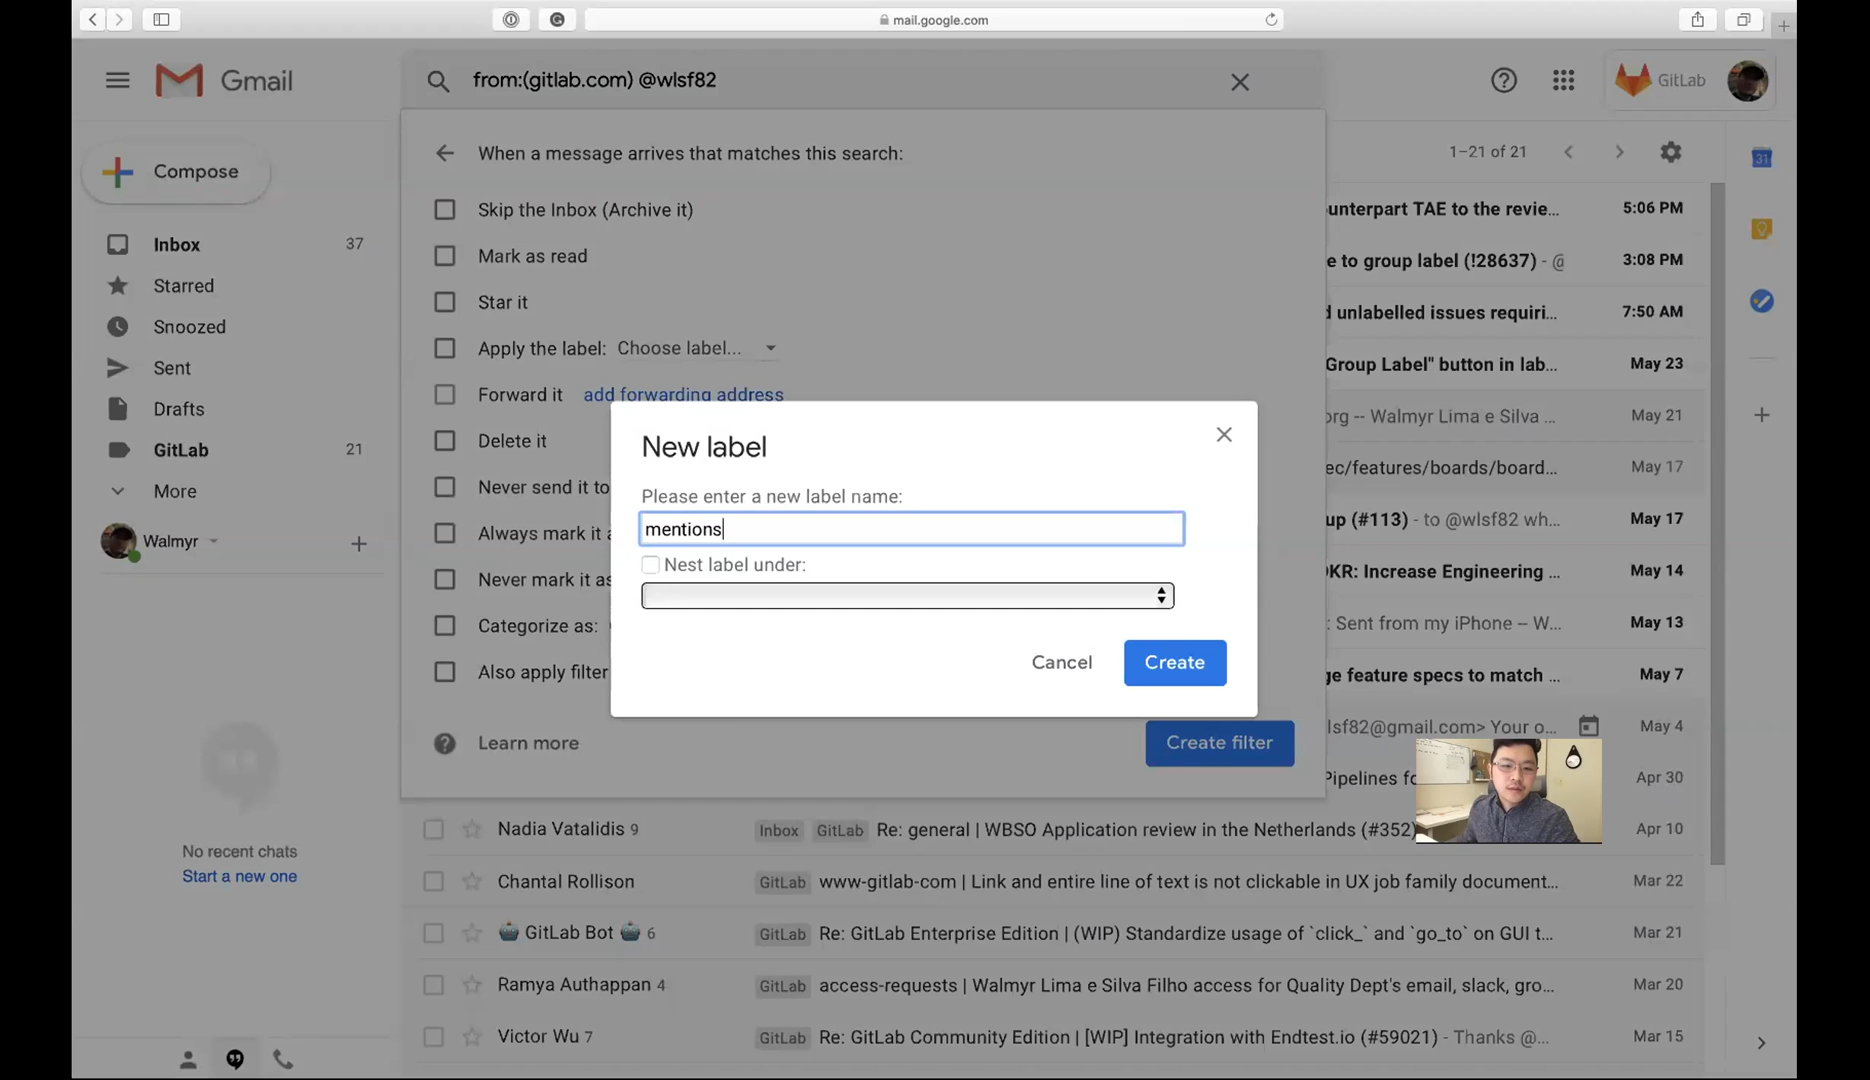 mail.google.com
Gmail
from:(gitlab.com) @wlsf82
GitLab
Compose
When a message arrives that matches this search:
1–21 of 21
31
Skip the Inbox (Archive it)
unterpart TAE to the revie... 5:06 PM
Inbox 37
Mark as read
e to group label (!28637) - @ 3:08 PM
Starred
Star it
unlabelled issues requiri... 7:50 AM
Snoozed
Apply the label: Choose label...
Group Label" button in lab... May 23
Sent
Forward it add forwarding address
Drafts
org -- Walmyr Lima e Silva ... May 21
GitLab 21
Delete it
New label
ec/features/boards/board... May 17
More
Never send it to
Please enter a new label name:
up (#113) - to @wlsf82 wh... May 17
Walmyr
Always mark it a
mentions
Nest label under:
OKR: Increase Engineering ... May 14
Never mark it as
Categorize as:
: Sent from my iPhone -- W... May 13
Also apply filter
Cancel
Create
ge feature specs to match ... May 7
Learn more
Create filter
lsf82@gmail.com> Your o... May 4
Pipelines fo Apr 30
Nadia Vatalidis 9 Inbox GitLab Re: general | WBSO Application review in the Netherlands (#352) Apr 10
No recent chats
Start a new one
Chantal Rollison GitLab www-gitlab-com | Link and entire line of text is not clickable in UX job family document... Mar 22
GitLab Bot 6 GitLab Re: GitLab Enterprise Edition | (WIP) Standardize usage of `click_` and `go_to` on GUI t... Mar 21
Ramya Authappan 4 GitLab access-requests | Walmyr Lima e Silva Filho access for Quality Dept's email, slack, gro... Mar 20
Victor Wu 7 GitLab Re: GitLab Community Edition | [WIP] Integration with Endtest.io (#59021) - Thanks @... Mar 15